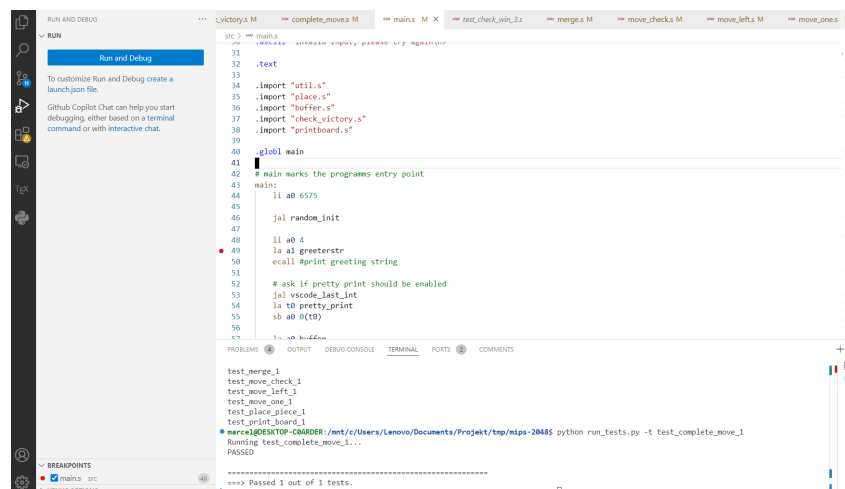 RUN AND DEBUG ···
RUN
Run and Debug
To customize Run and Debug create a
launch.json file.
Github Copilot Chat can help you start
debugging, either based on a terminal
command or with interactive chat.
BREAKPOINTS
main.s src 49
c_victory.s M complete_move.s M main.s M × test_check_win_3.s merge.s M move_check.s M move_left.s M move_one.s
src > main.s
30 .ascii "Invalid input, please try again\n>
31
32 .text
33
34 .import "util.s"
35 .import "place.s"
36 .import "buffer.s"
37 .import "check_victory.s"
38 .import "printboard.s"
39
40 .globl main
41
42 # main marks the programms entry point
43 main:
44 li a0 6575
45
46 jal random_init
47
48 li a0 4
49 la a1 greeterstr
50 ecall #print greeting string
51
52 # ask if pretty print should be enabled
53 jal vscode_last_int
54 la t0 pretty_print
55 sb a0 0(t0)
56
57 la a0 buffer
PROBLEMS 4 OUTPUT DEBUG CONSOLE TERMINAL PORTS 2 COMMENTS
test_merge_1
test_move_check_1
test_move_left_1
test_move_one_1
test_place_piece_1
test_print_board_1
marcel@DESKTOP-C0ARDER:/mnt/c/Users/Lenovo/Documents/Projekt/tmp/mips-2048$ python run_tests.py -t test_complete_move_1
Running test_complete_move_1...
PASSED
============================================================
===> Passed 1 out of 1 tests.
TEX